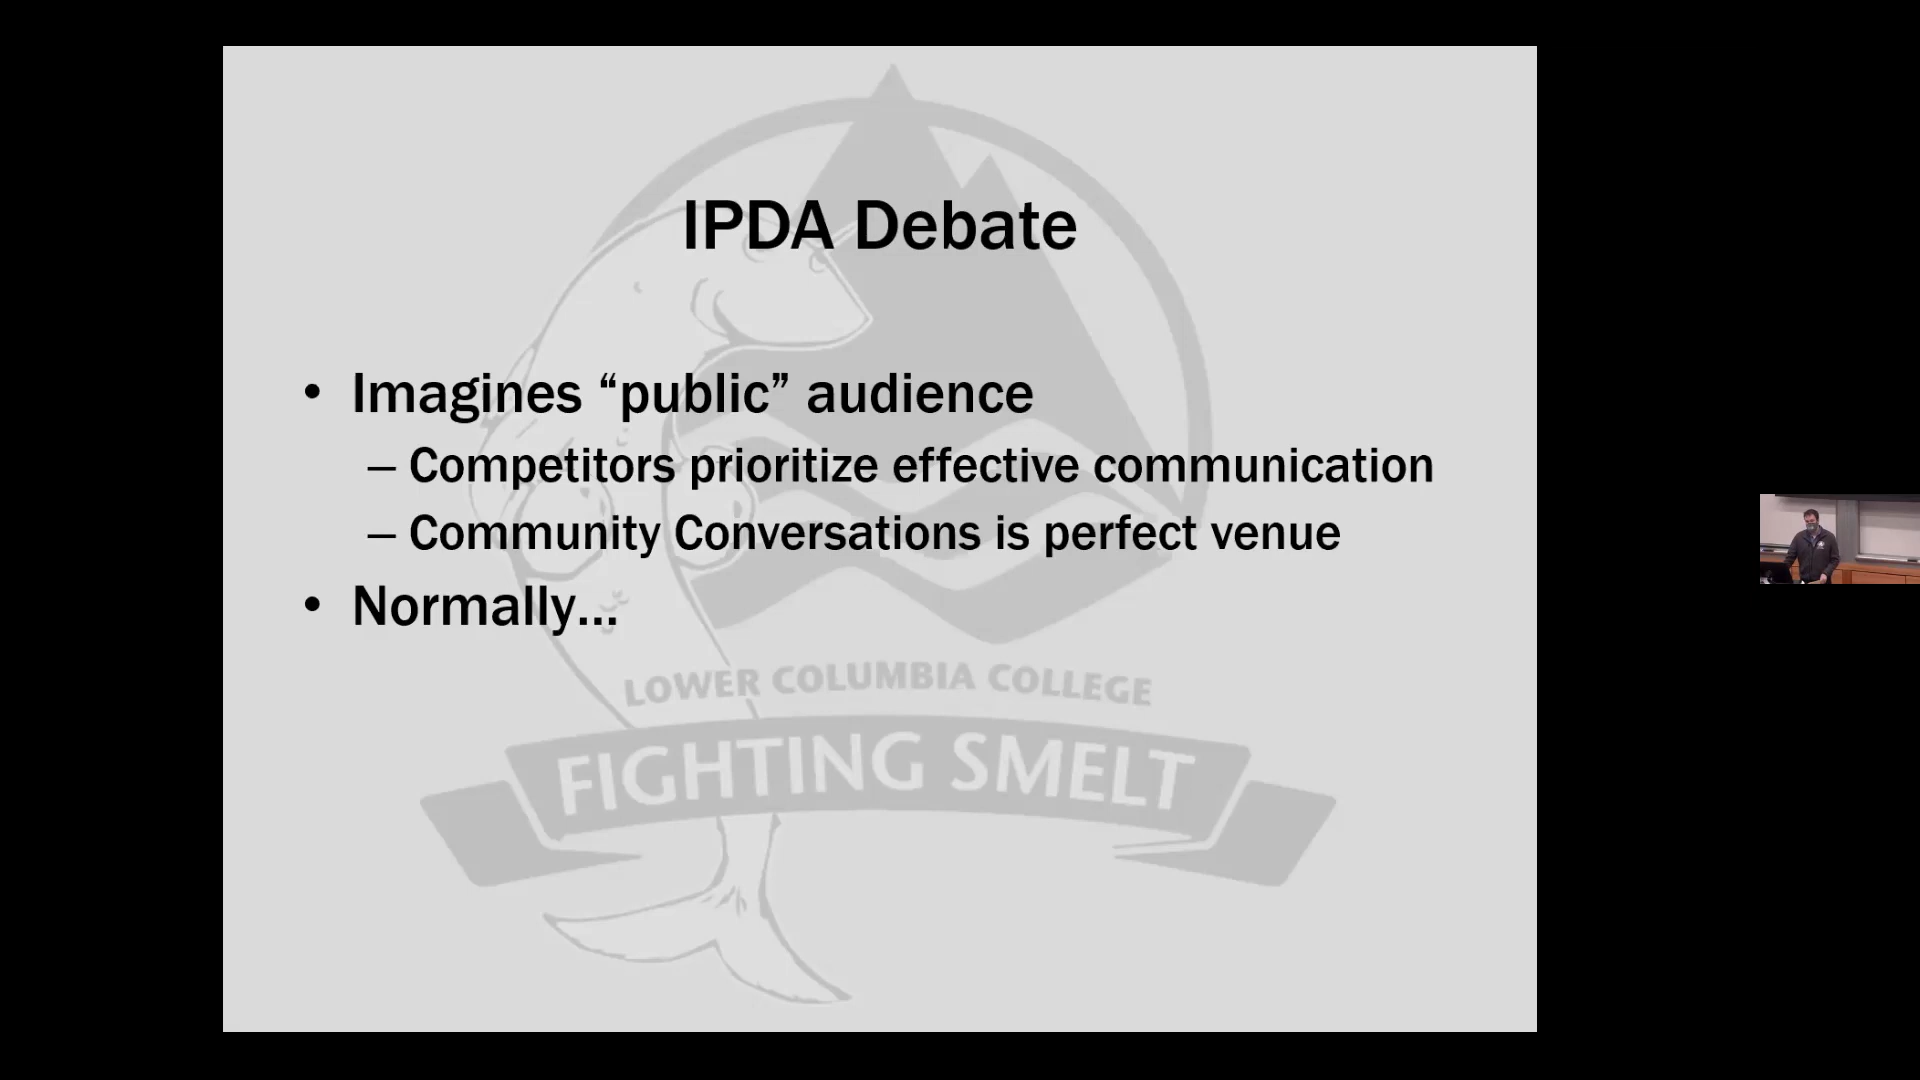 IPDA Debate
• Imagines “public” audience
– Competitors prioritize effective communication
– Community Conversations is perfect venue
• Normally...
LOWER COLUMBIA COLLEGE
FIGHTING SMELT